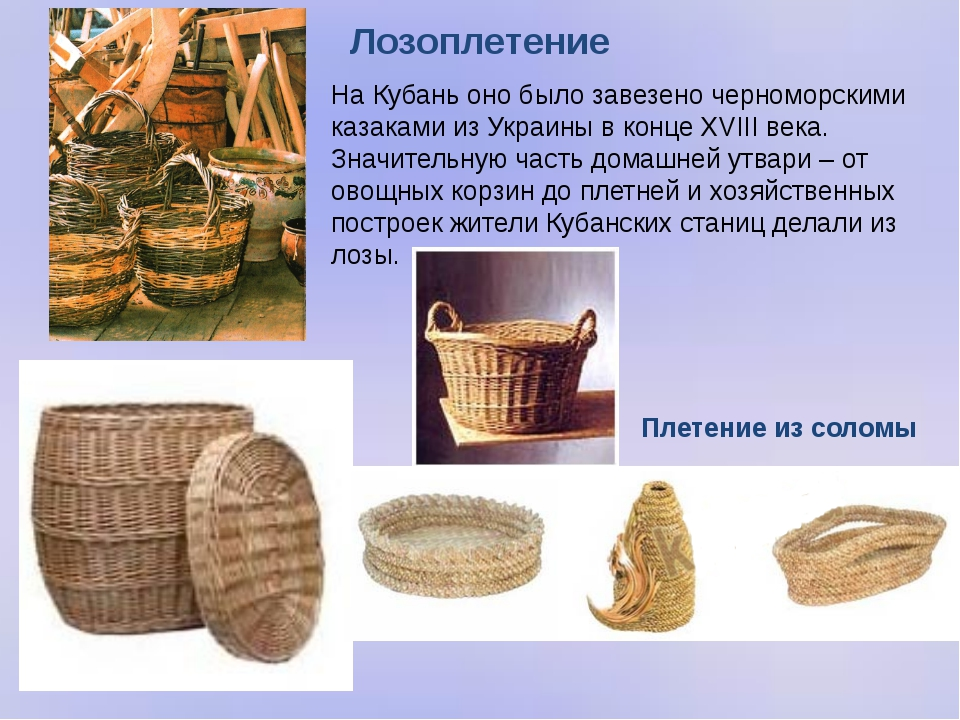 Лозоплетение
На Кубань оно было завезено черноморскими
казаками из Украины в конце XVIII века.
Значительную часть домашней утвари – от
овощных корзин до плетней и хозяйственных
построек жители Кубанских станиц делали из
лозы.
Плетение из соломы